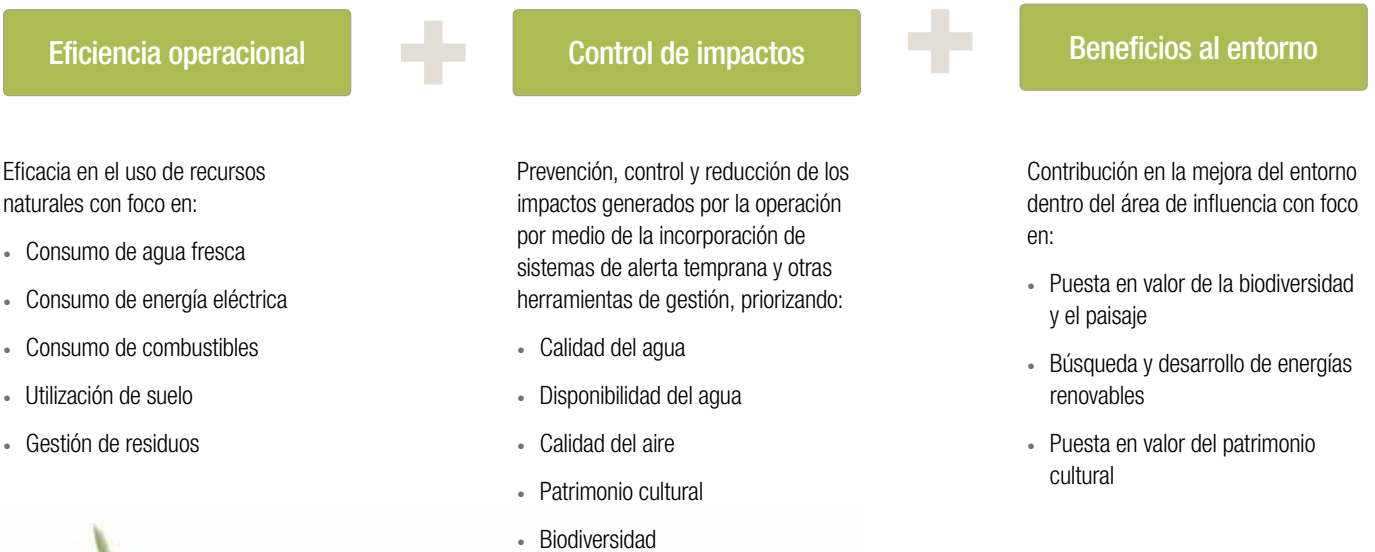 Eficiencia operacional
Control de impactos
Beneficios al entorno
Eficacia en el uso de recursos
naturales con foco en:
• Consumo de agua fresca
• Consumo de energía eléctrica
• Consumo de combustibles
• Utilización de suelo
• Gestión de residuos
Prevención, control y reducción de los
impactos generados por la operación
por medio de la incorporación de
sistemas de alerta temprana y otras
herramientas de gestión, priorizando:
• Calidad del agua
• Disponibilidad del agua
• Calidad del aire
• Patrimonio cultural
• Biodiversidad
Contribución en la mejora del entorno
dentro del área de influencia con foco
en:
• Puesta en valor de la biodiversidad
y el paisaje
• Búsqueda y desarrollo de energías
renovables
• Puesta en valor del patrimonio
cultural